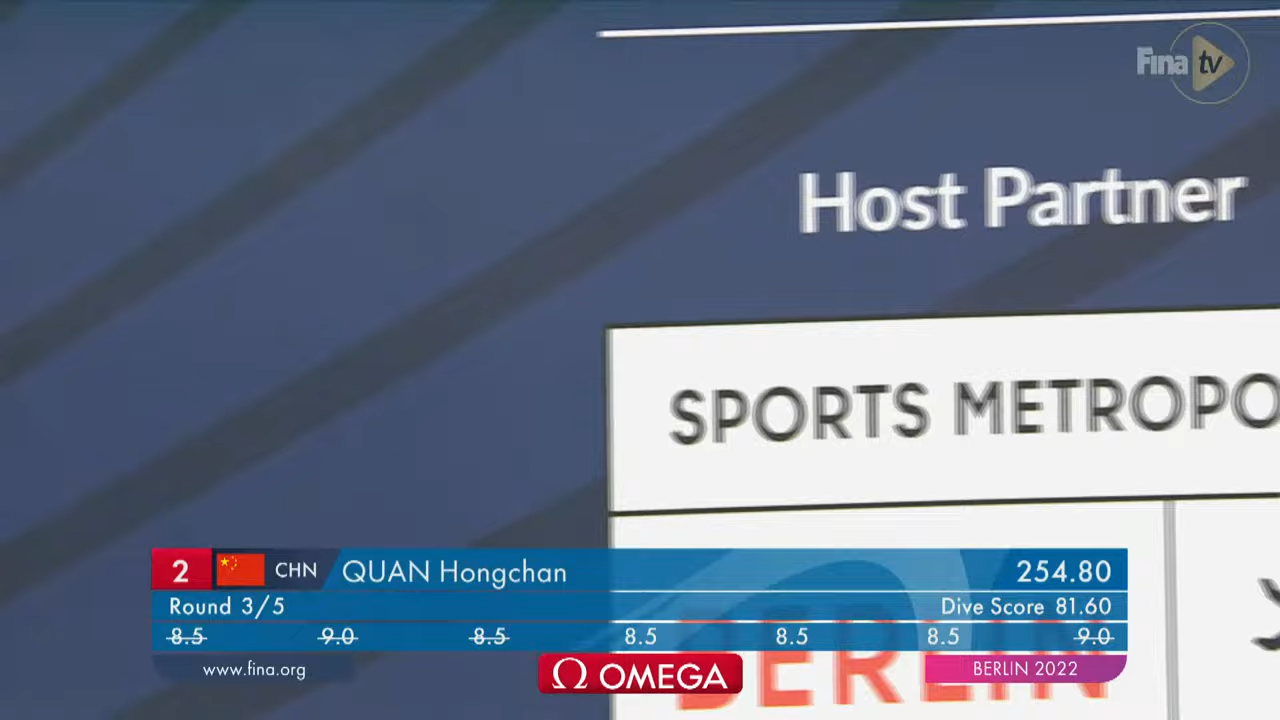 Fina tv
Host Partner
SPORTS METROPO
2 CHN QUAN Hongchan 254.80
Round 3/5 Dive Score 81.60
8.5 9.0 8.5 8.5 8.5 8.5 9.0
BERLIN
www.fina.org Ω OMEGA BERLIN 2022